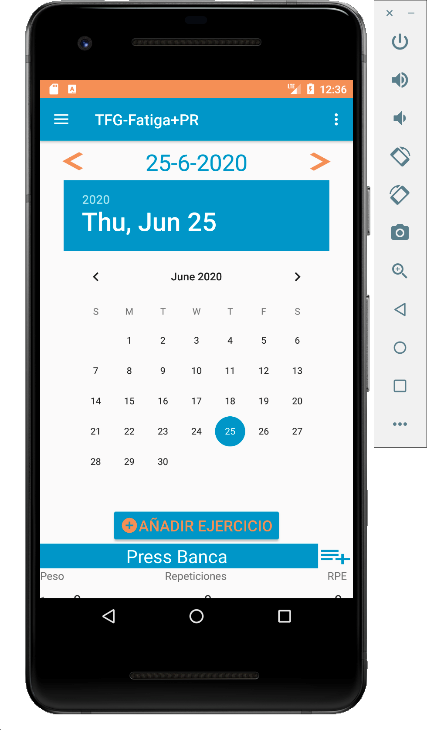 LTE 12:36
TFG-Fatiga+PR
< 25-6-2020 >
2020
Thu, Jun 25
June 2020
S M T W T F S
1 2 3 4 5 6
7 8 9 10 11 12 13
14 15 16 17 18 19 20
21 22 23 24 25 26 27
28 29 30
AÑADIR EJERCICIO
Press Banca
Peso Repeticiones RPE